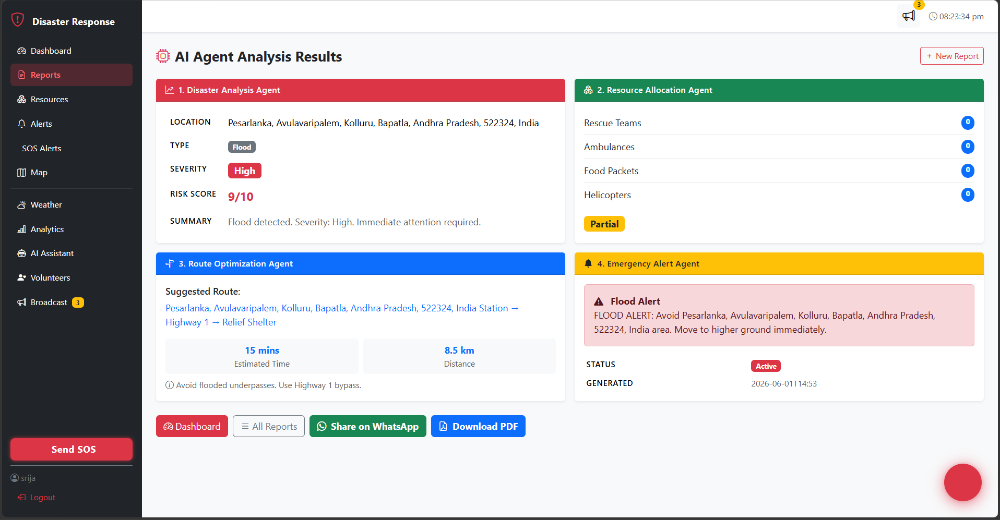 Disaster Response
Dashboard
Reports
Resources
Alerts
SOS Alerts
Map
Weather
Analytics
AI Assistant
Volunteers
Broadcast 3
Send SOS
srija
Logout
3
08:23:34 pm
AI Agent Analysis Results
+ New Report
1. Disaster Analysis Agent
LOCATION Pesarlanka, Avulavaripalem, Kolluru, Bapatla, Andhra Pradesh, 522324, India
TYPE Flood
SEVERITY High
RISK SCORE 9/10
SUMMARY Flood detected. Severity: High. Immediate attention required.
2. Resource Allocation Agent
Rescue Teams 0
Ambulances 0
Food Packets 0
Helicopters 0
Partial
3. Route Optimization Agent
Suggested Route:
Pesarlanka, Avulavaripalem, Kolluru, Bapatla, Andhra Pradesh, 522324, India Station →
Highway 1 → Relief Shelter
15 mins
Estimated Time
8.5 km
Distance
Avoid flooded underpasses. Use Highway 1 bypass.
4. Emergency Alert Agent
Flood Alert
FLOOD ALERT: Avoid Pesarlanka, Avulavaripalem, Kolluru, Bapatla, Andhra Pradesh,
522324, India area. Move to higher ground immediately.
STATUS Active
GENERATED 2026-06-01T14:53
Dashboard
All Reports
Share on WhatsApp
Download PDF